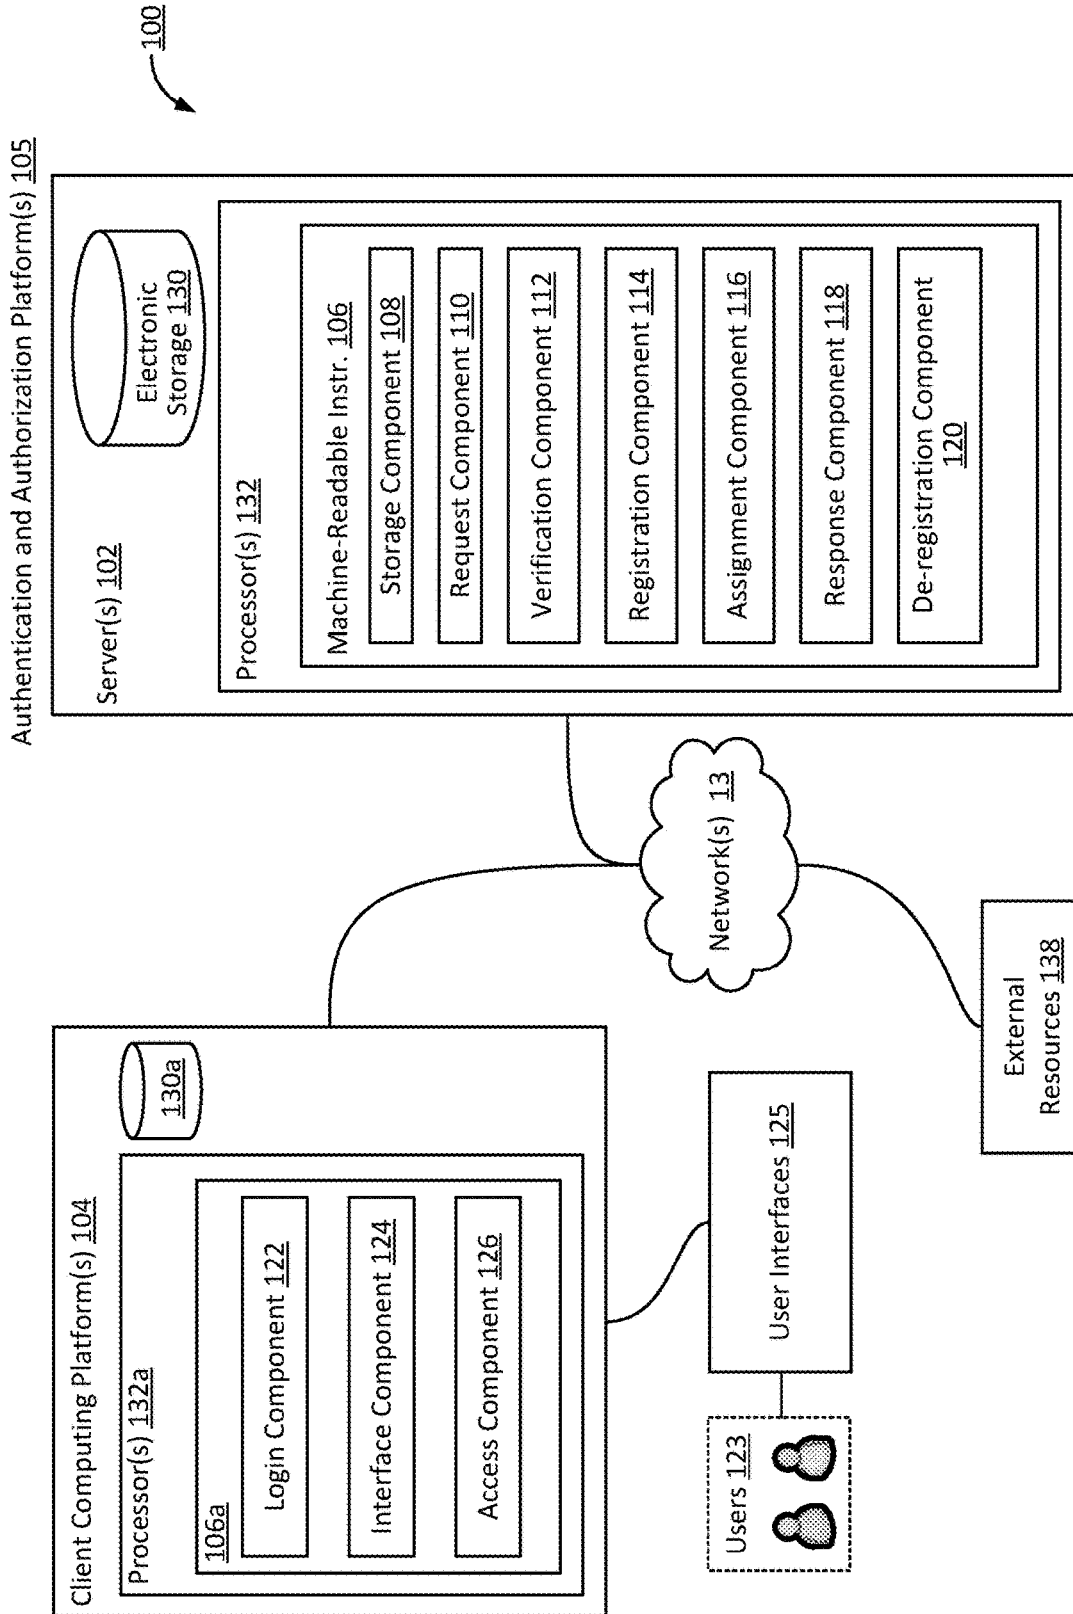 100
Authentication and Authorization Platform(s) 105
Server(s) 102
Electronic
Storage 130
Processor(s) 132
Machine-Readable Instr. 106
Storage Component 108
Request Component 110
Verification Component 112
Registration Component 114
Assignment Component 116
Response Component 118
De-registration Component
120
Client Computing Platform(s) 104
130a
Processor(s) 132a
106a
Login Component 122
Interface Component 124
Access Component 126
Network(s) 13
Users 123
User Interfaces 125
External
Resources 138